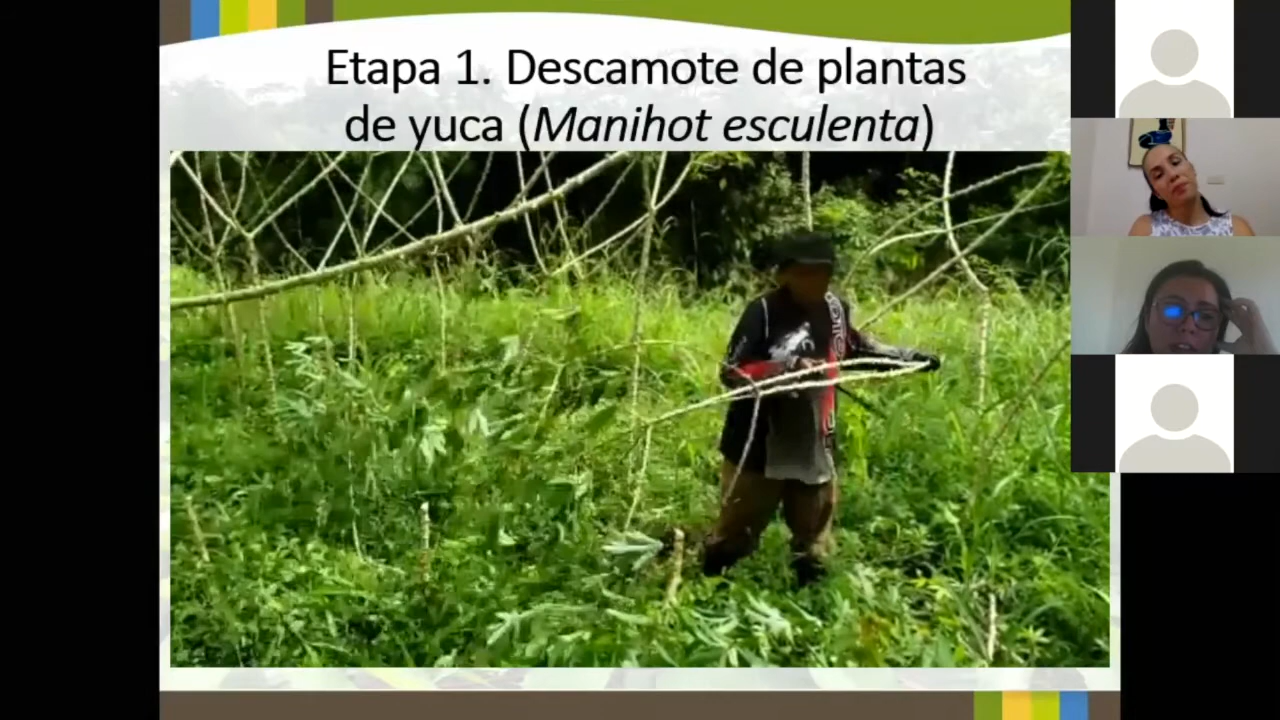 Etapa 1. Descamote de plantas
de yuca (Manihot esculenta)